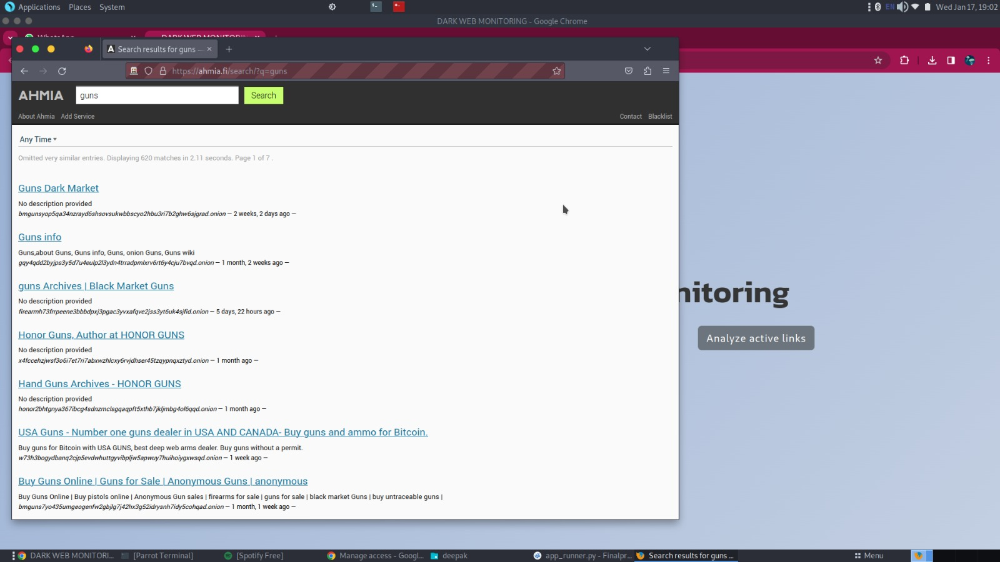 Applications Places System
EN Wed Jan 17, 19:02
DARK WEB MONITORING - Google Chrome
Search results for guns —
https://ahmia.fi/search/?q=guns
AHMIA guns Search
About Ahmia Add Service Contact Blacklist
Any Time
Omitted very similar entries. Displaying 620 matches in 2.11 seconds. Page 1 of 7 .
Guns Dark Market
No description provided
bmgunsyop5qa34nzrayd6shsovsukwbbscyo2hbu3ri7b2ghw6sjgrad.onion — 2 weeks, 2 days ago —
Guns info
Guns,about Guns, Guns info, Guns, onion Guns, Guns wiki
gqy4qdd2byjps3y5d7u4eulp2l3ydn4trradpmlxrv6rt6y4cju7bvqd.onion — 1 month, 2 weeks ago —
guns Archives | Black Market Guns
No description provided
firearmh73frrpeene3bbbdpxj3pgac3yvxafqve2jss3yt6uk4sjfid.onion — 5 days, 22 hours ago —
Honor Guns, Author at HONOR GUNS
No description provided
x4fccehzjwsf3o6i7et7ri7abxwzhlcxy6rvjdhser45tzqypnqxztyd.onion — 1 month ago —
Hand Guns Archives - HONOR GUNS
No description provided
honor2bhtgnya367ibcg4sdnzmclsgqaqpft5xthb7jkljmbg4ol6qqd.onion — 1 month ago —
USA Guns - Number one guns dealer in USA AND CANADA- Buy guns and ammo for Bitcoin.
Buy guns for Bitcoin with USA GUNS, best deep web arms dealer. Buy guns without a permit.
w73h3bogydbanq2cjp5evdwhuttgyvibpljw5apwuy7huihoiygxwsqd.onion — 1 week ago —
Buy Guns Online | Guns for Sale | Anonymous Guns | anonymous
Buy Guns Online | Buy pistols online | Anonymous Gun sales | firearms for sale | guns for sale | black market Guns | buy untraceable guns |
bmguns7yo435umgeogenfw2gbjlg7j42hx3g52idrysnh7idy5cohqad.onion — 1 month, 1 week ago —
nitoring
Analyze active links
DARK WEB MONITORI... [Parrot Terminal] [Spotify Free] Manage access - Googl... deepak app_runner.py - Finalpr... Search results for guns ... Menu